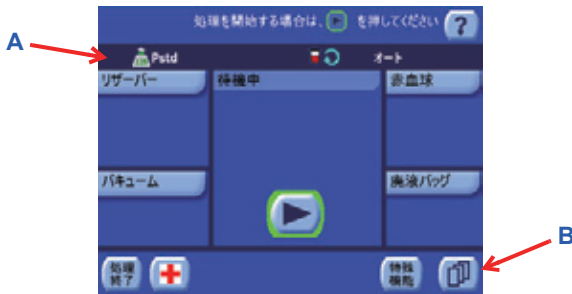 処理を開始する場合は、 を押してください ?
A
Pstd オート
リザーバー 待機中 赤血球
バキューム 廃液バッグ
B
処理
終了
特殊
機能